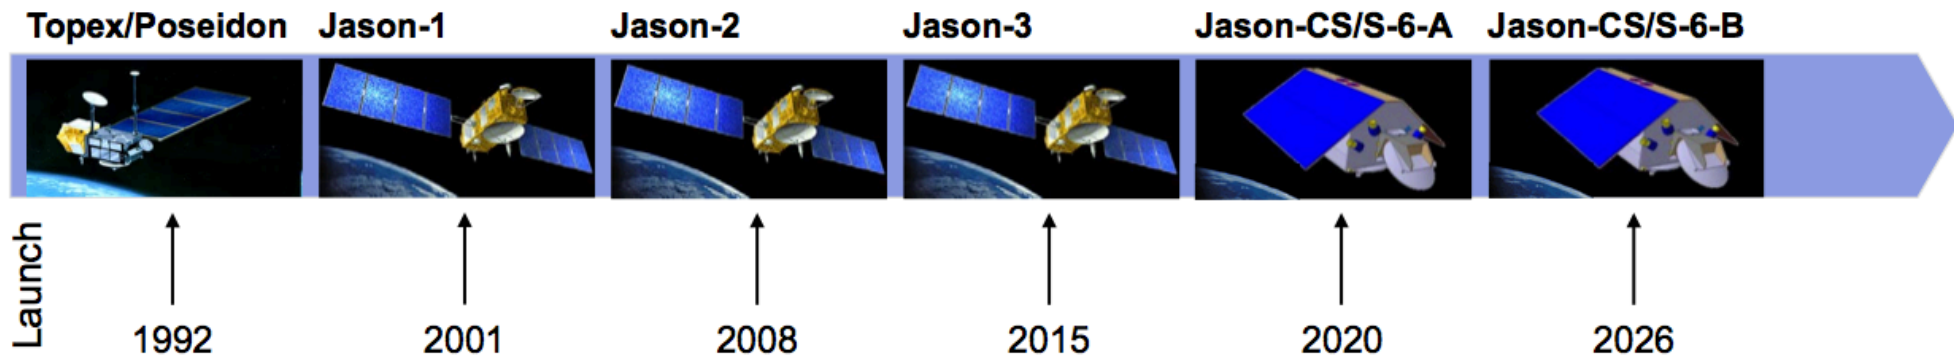 Topex/Poseidon Jason-1 Jason-2 Jason-3 Jason-CS/S-6-A Jason-CS/S-6-B
Launch
1992 2001 2008 2015 2020 2026